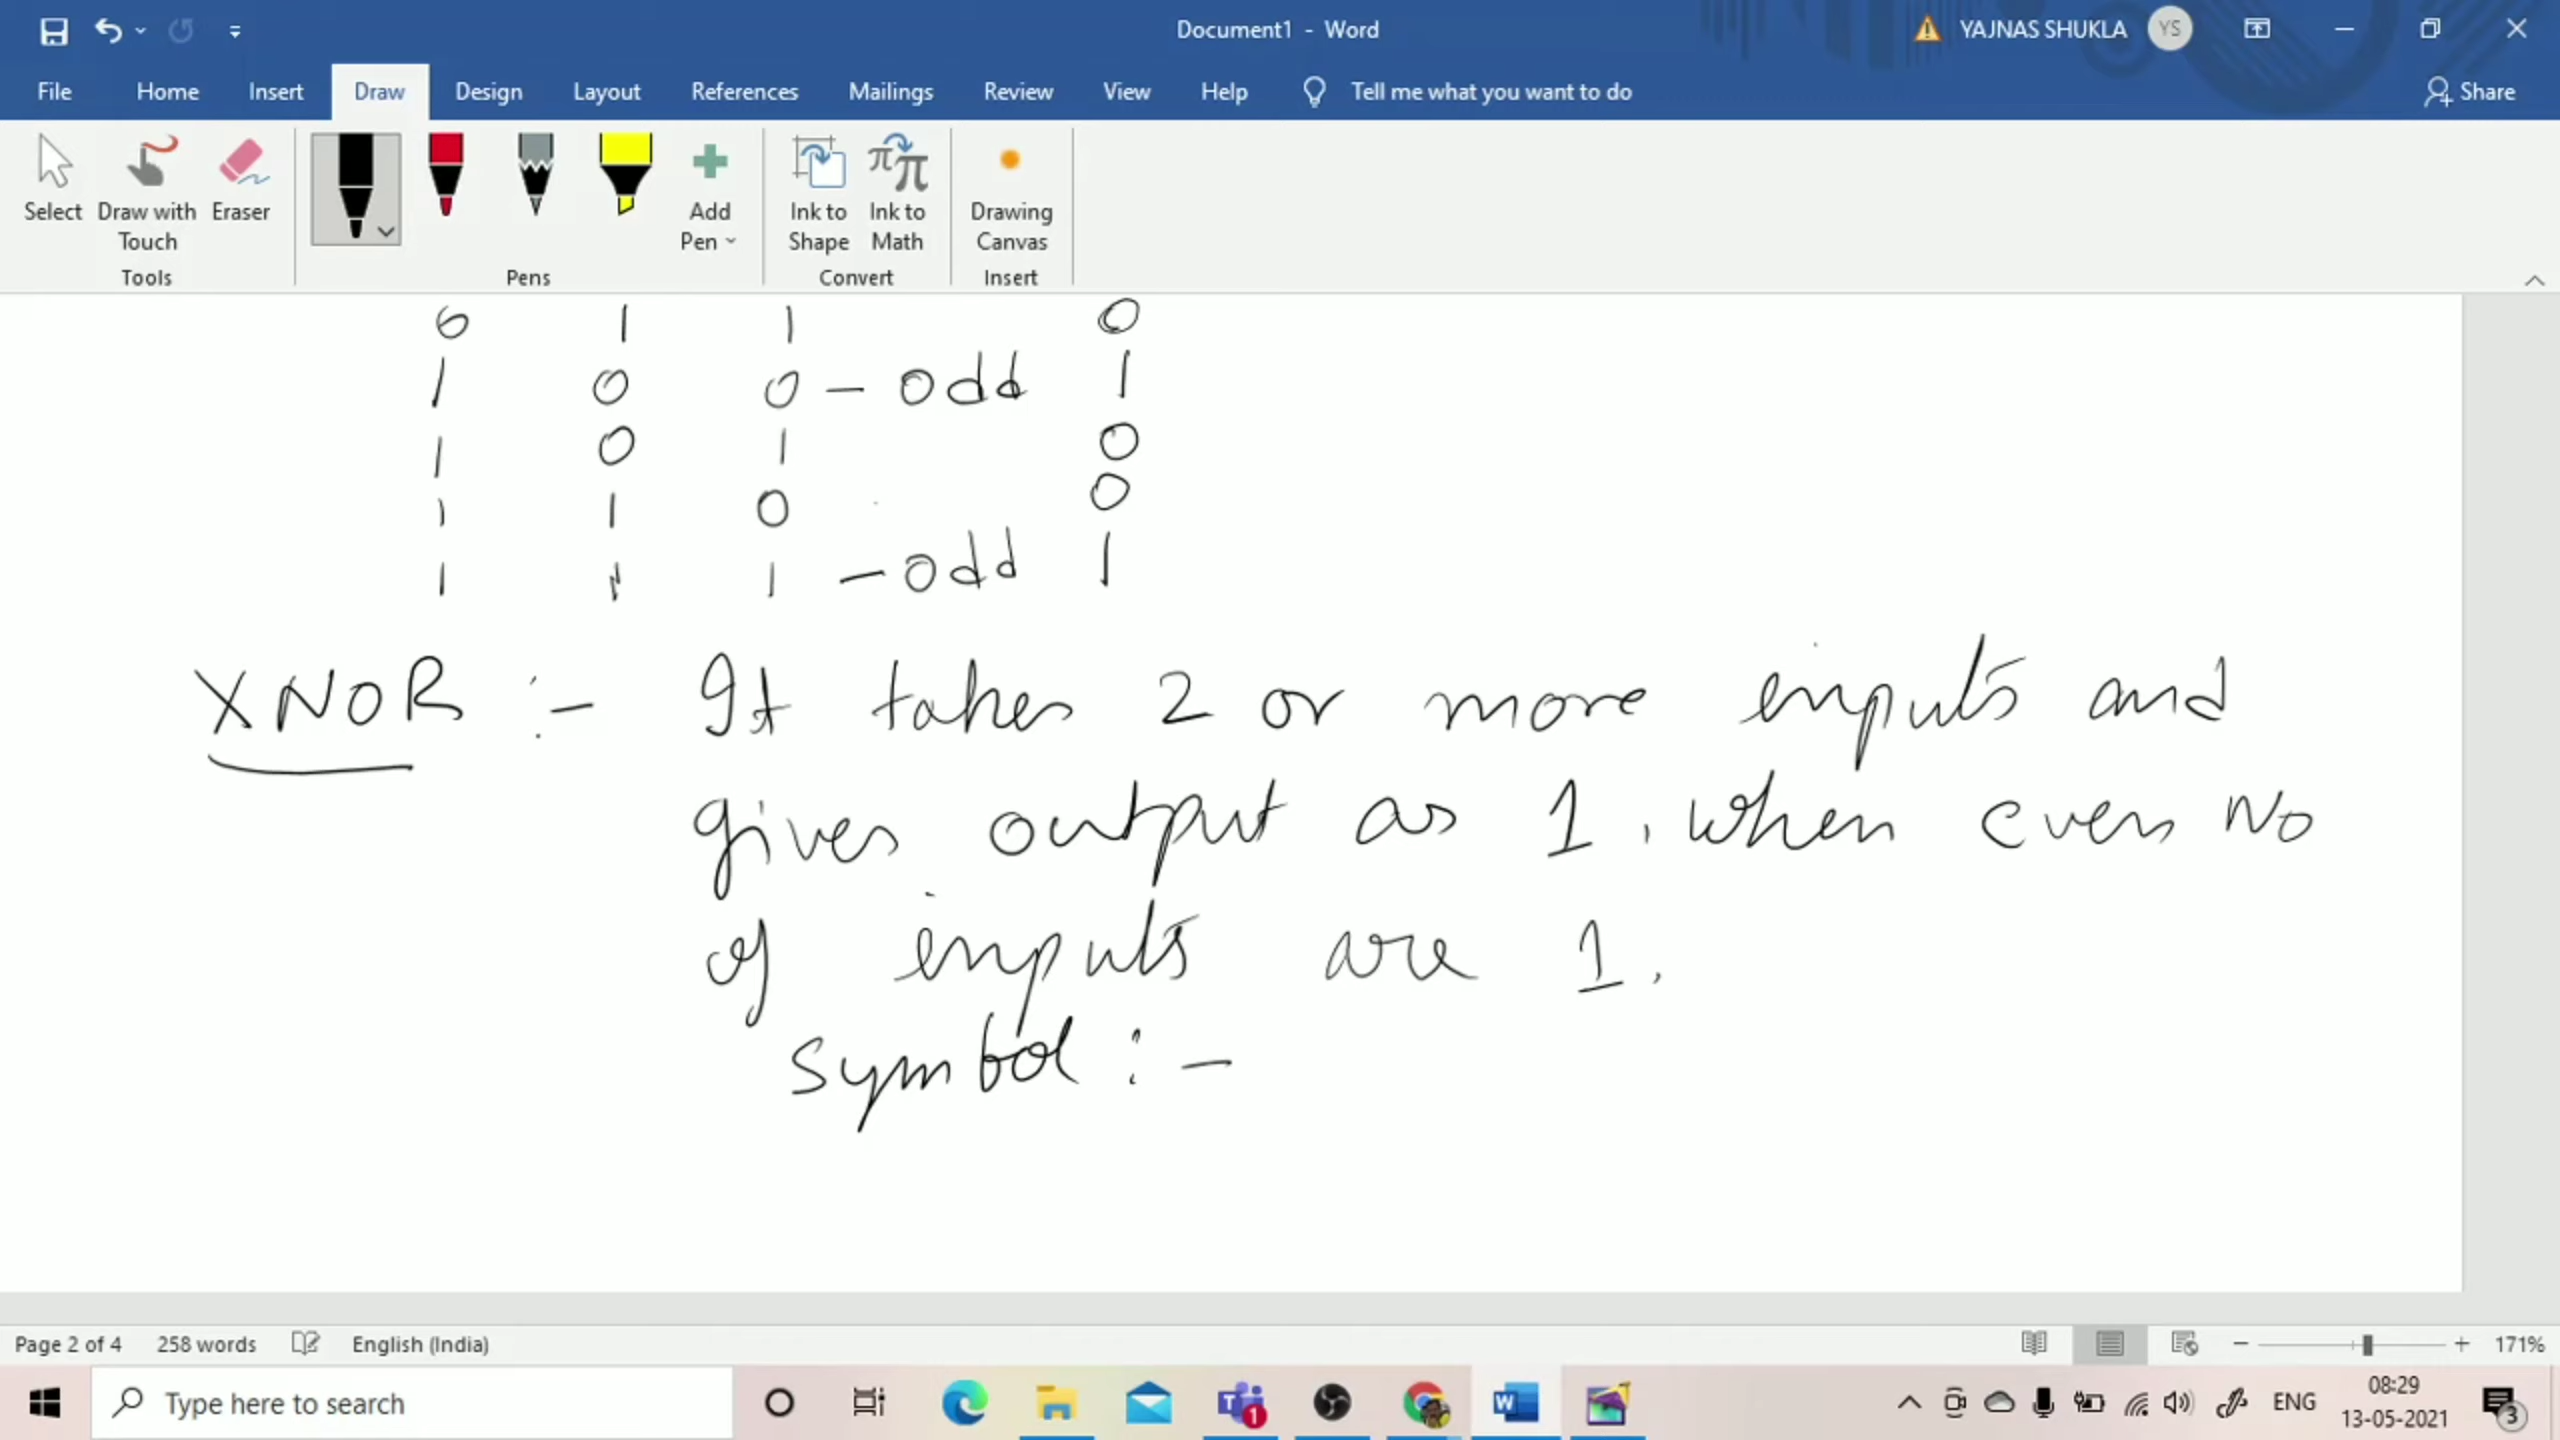 Document1 - Word
YAJNAS SHUKLA YS
File Home Insert Draw Design Layout References Mailings Review View Help Tell me what you want to do Share
Select Draw with Touch Eraser Add Pen Ink to Shape Ink to Math Drawing Canvas
Tools Pens Convert Insert
0 1 1 0
1 0 0 - odd 1
1 0 1 0
1 1 0 0
1 1 1 - odd 1
XNOR :- It takes 2 or more inputs and
gives output as 1, when even No
of inputs are 1.
Symbol :-
Page 2 of 4 258 words English (India) 171%
Type here to search
1
ENG
08:29
13-05-2021
3